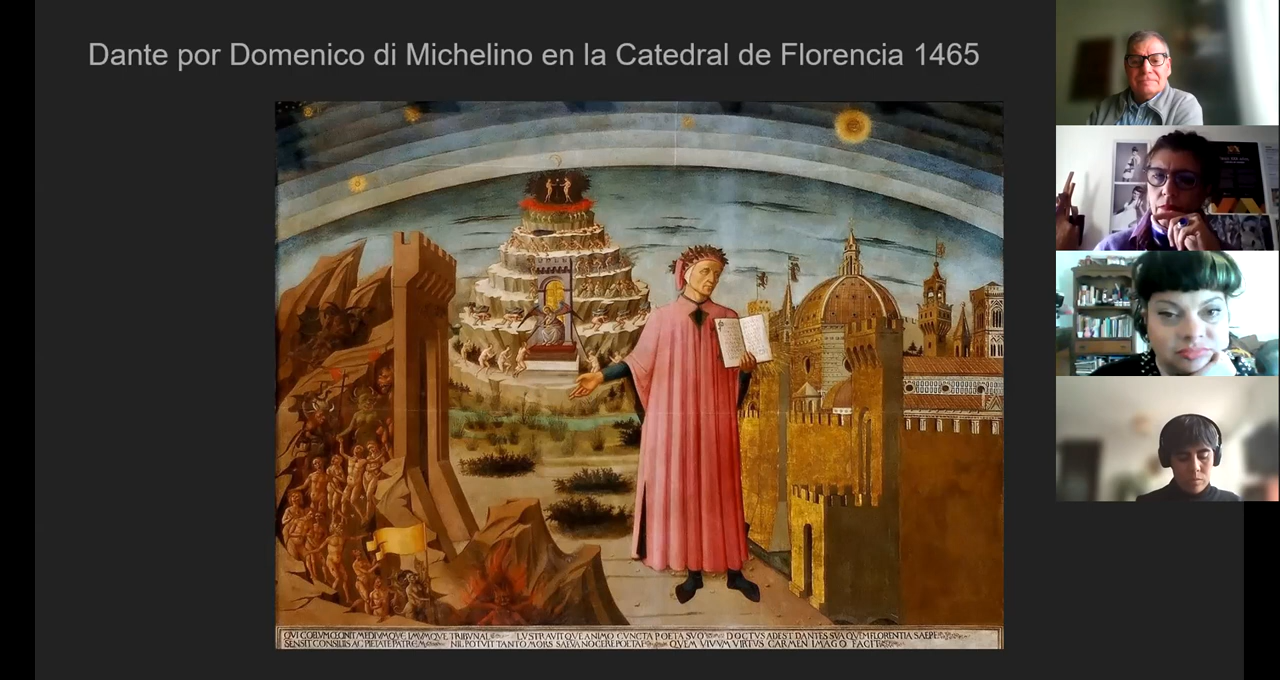 Dante por Domenico di Michelino en la Catedral de Florencia 1465
QVI COELVM CECINIT MEDIVMQVE IMVMQVE TRIBVNAL LVSTRAVITQVE ANIMO CVNCTA POETA SVO DOCTVS ADEST DANTES SVA QVEM FLORENTIA SAEPE
SENSIT CONSILIIS AC PIETATE PATREM NIL POTVIT TANTO MORS SAEVA NOCERE POETAE QVEM VIVVM VIRTVS CARMEN IMAGO FACIT